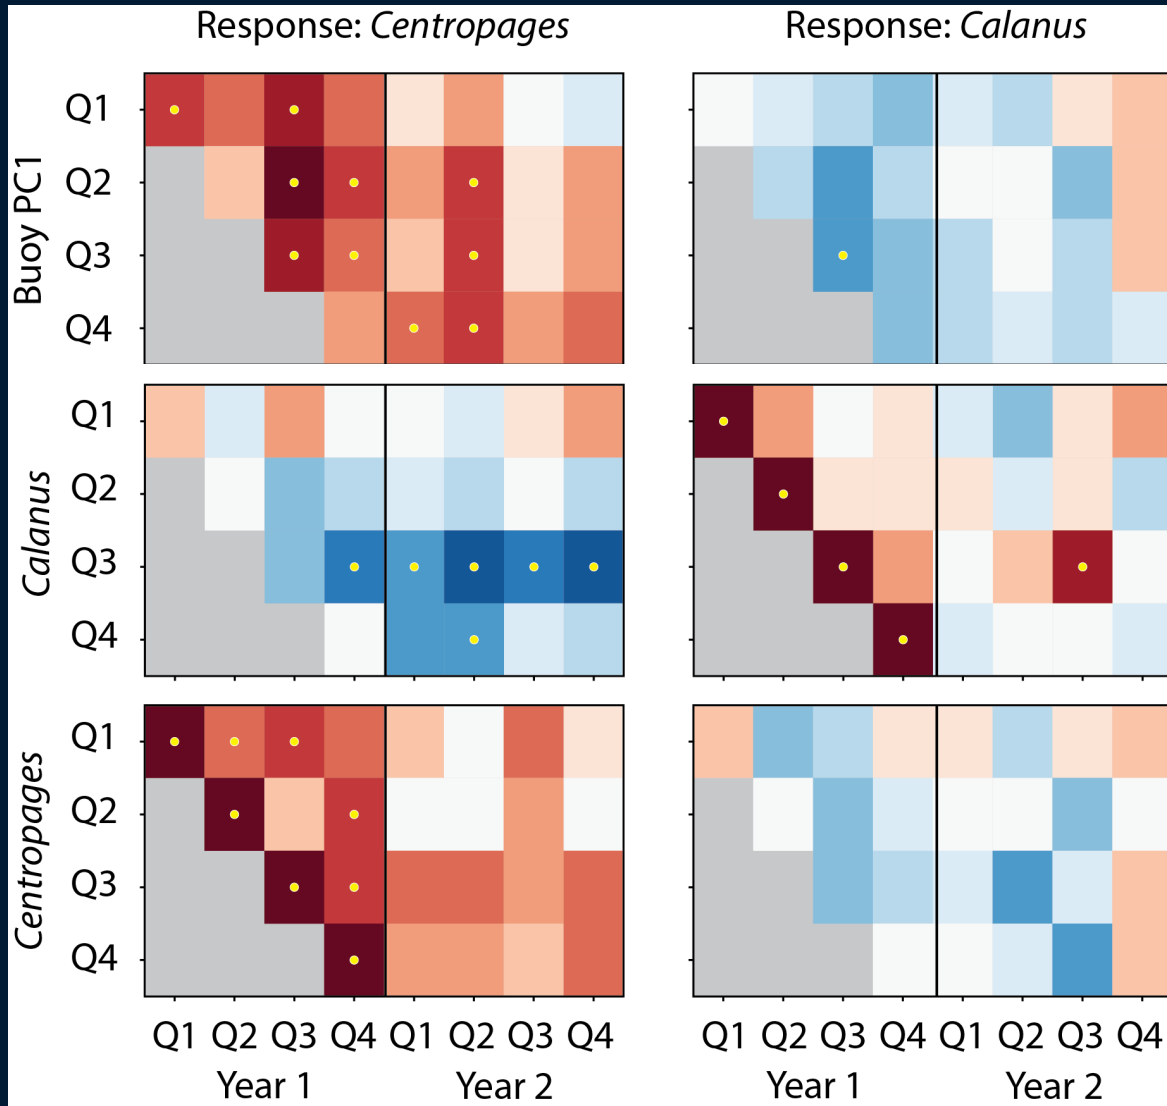 Response: Centropages
Response: Calanus
Buoy PC1
Q1
Q2
Q3
Q4
Calanus
Q1
Q2
Q3
Q4
Centropages
Q1
Q2
Q3
Q4
Q1 Q2 Q3 Q4 Q1 Q2 Q3 Q4
Year 1 Year 2
Q1 Q2 Q3 Q4 Q1 Q2 Q3 Q4
Year 1 Year 2